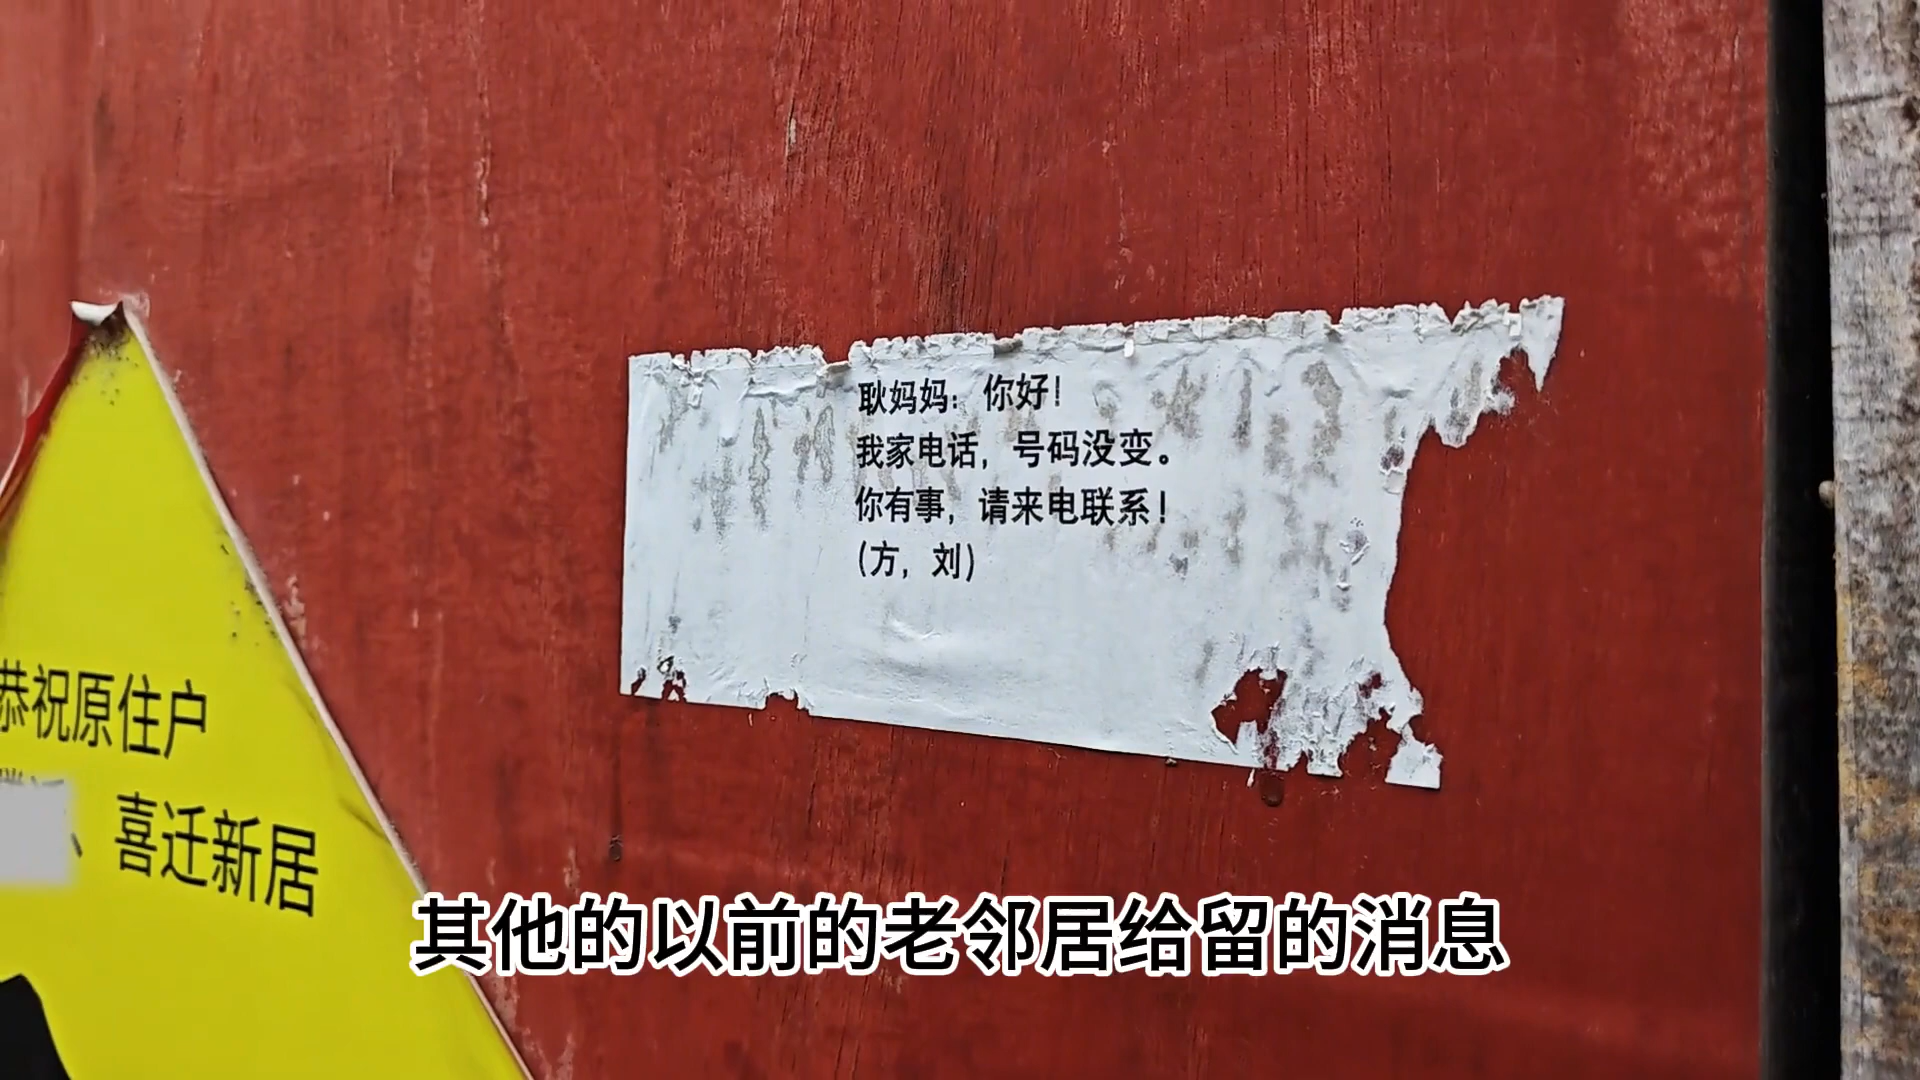 耿妈妈：你好！
我家电话，号码没变。
你有事，请来电联系！
（方，刘）
恭祝原住户
、喜迁新居
其他的以前的老邻居给留的消息